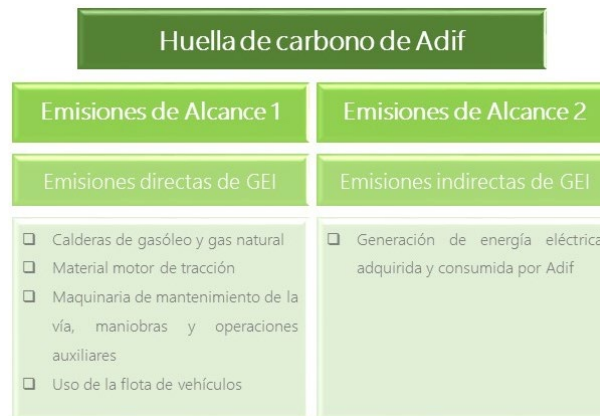 Huella de carbono de Adif
Emisiones de Alcance 1
Emisiones de Alcance 2
Emisiones directas de GEI
Emisiones indirectas de GEI
Calderas de gasóleo y gas natural
Material motor de tracción
Maquinaria de mantenimiento de la
vía, maniobras y operaciones
auxiliares
Uso de la flota de vehículos
Generación de energía eléctrica
adquirida y consumida por Adif